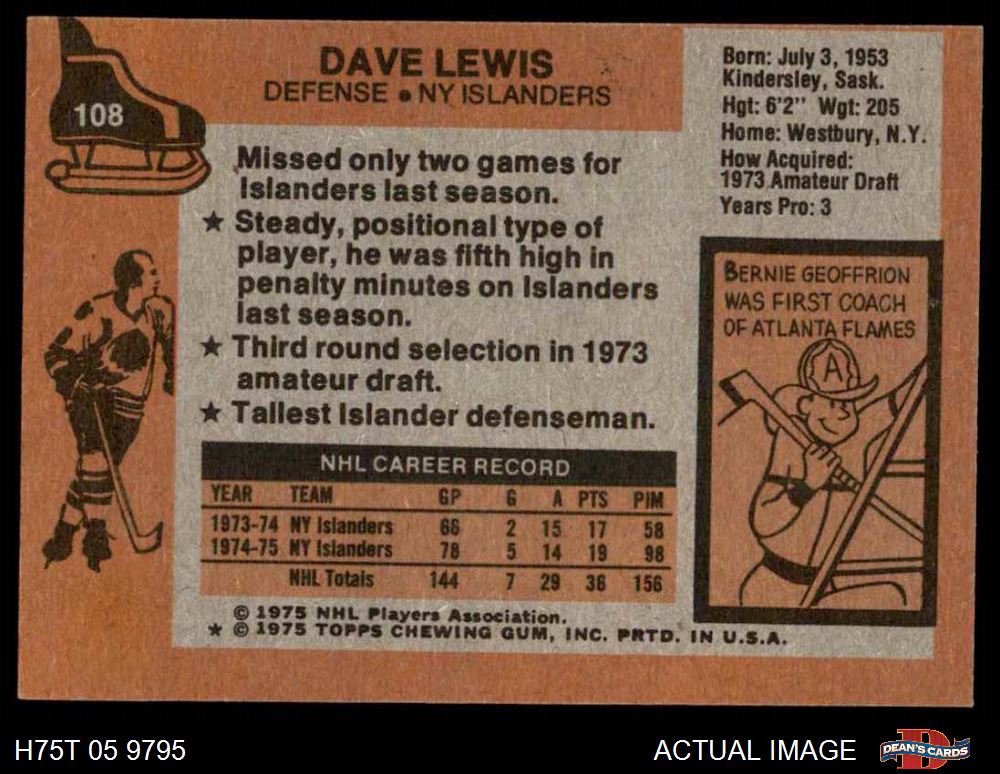 108
DAVE LEWIS
DEFENSE • NY ISLANDERS
Born: July 3, 1953
Kindersley, Sask.
Hgt: 6'2" Wgt: 205
Home: Westbury, N.Y.
How Acquired:
1973 Amateur Draft
Years Pro: 3
Missed only two games for
Islanders last season.
★ Steady, positional type of
player, he was fifth high in
penalty minutes on Islanders
last season.
★ Third round selection in 1973
amateur draft.
★ Tallest Islander defenseman.
BERNIE GEOFFRION
WAS FIRST COACH
OF ATLANTA FLAMES
A
NHL CAREER RECORD
YEAR TEAM GP G A PTS PIM
1973-74 NY Islanders 66 2 15 17 58
1974-75 NY Islanders 78 5 14 19 98
NHL Totals 144 7 29 36 156
© 1975 NHL Players Association.
★ © 1975 TOPPS CHEWING GUM, INC. PRTD. IN U.S.A.
H75T 05 9795
ACTUAL IMAGE
DEAN'S CARDS